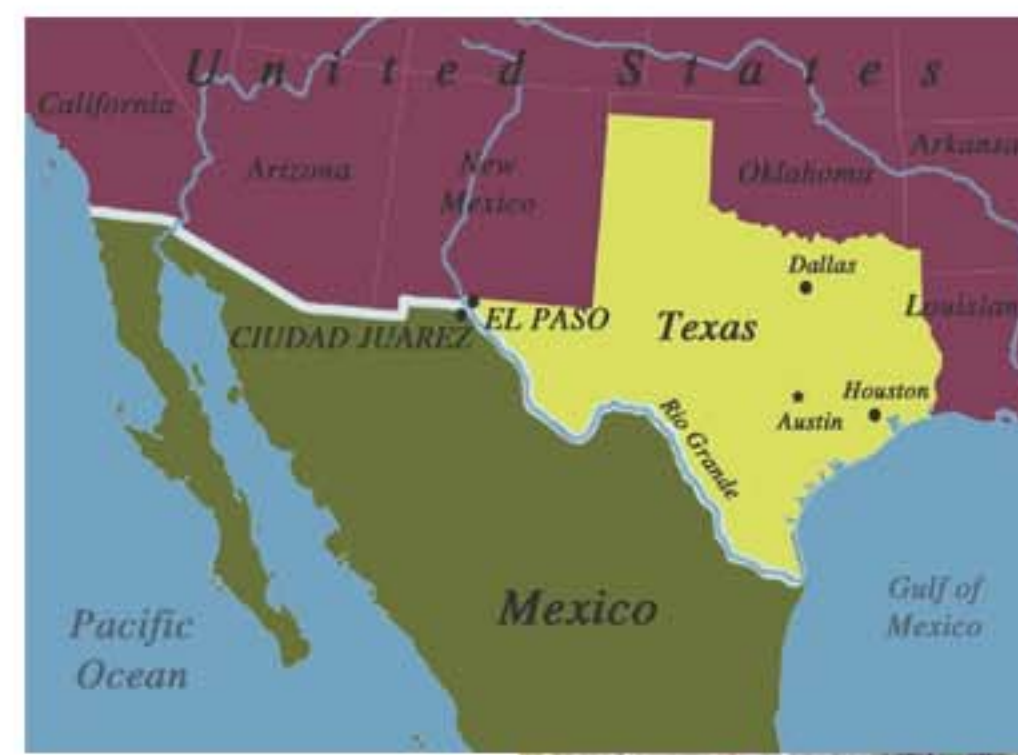 United States
California
Arizona
New
Mexico
Oklahoma
Arkansa
Dallas
Louisian
CIUDAD JUAREZ
EL PASO
Texas
Houston
Austin
Rio Grande
Mexico
Gulf of
Mexico
Pacific
Ocean